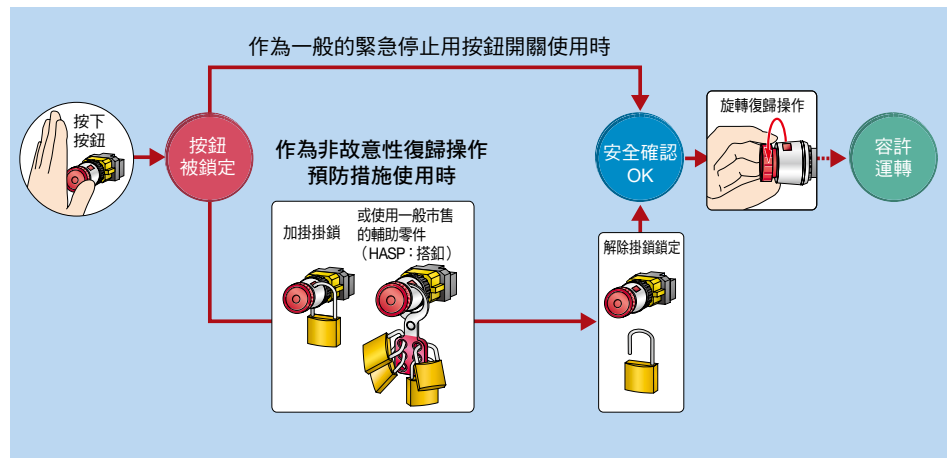 作為一般的緊急停止用按鈕開關使用時
按下
按鈕
按鈕
被鎖定
作為非故意性復歸操作
預防措施使用時
加掛掛鎖
或使用一般市售
的輔助零件
（HASP：搭釦）
解除掛鎖鎖定
安全確認
OK
旋轉復歸操作
容許
運轉